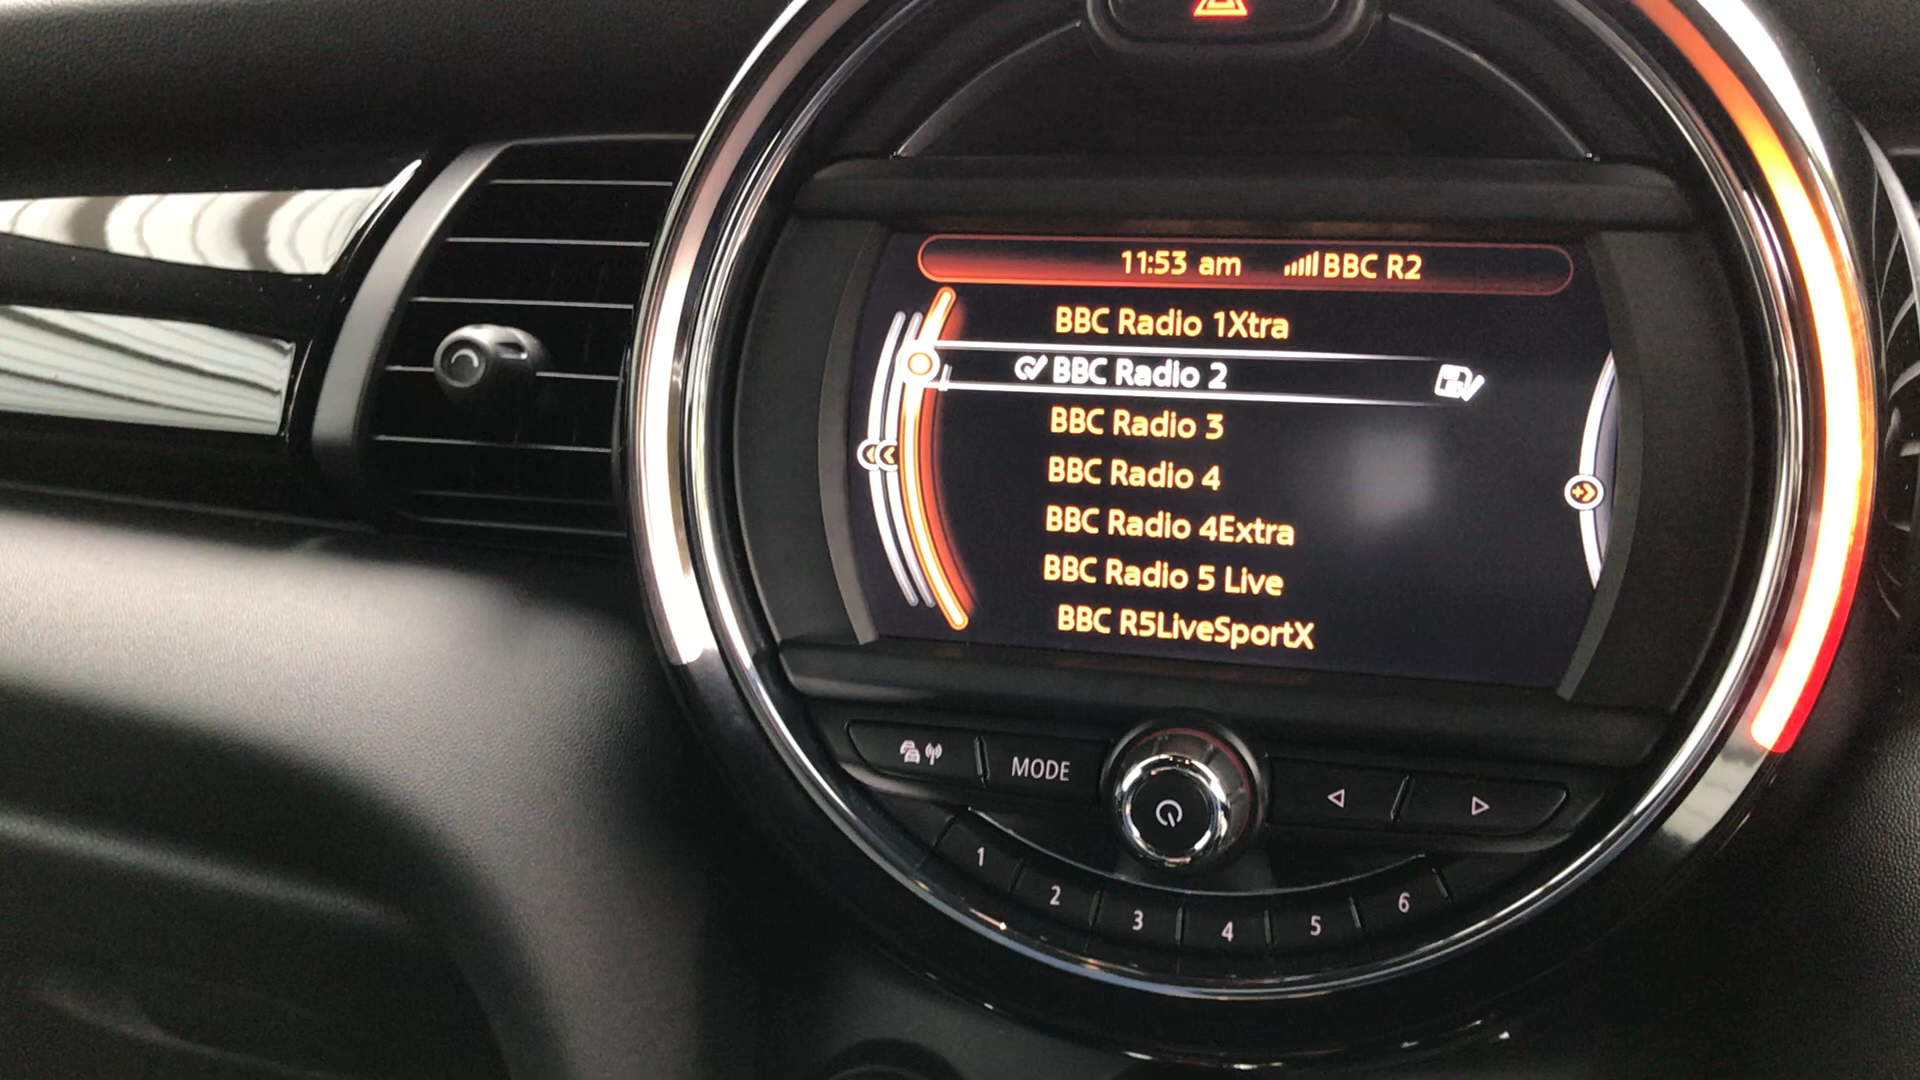 11:53 am BBC R2
BBC Radio 1Xtra
BBC Radio 2
BBC Radio 3
BBC Radio 4
BBC Radio 4Extra
BBC Radio 5 Live
BBC R5LiveSportX
MODE
1 2 3 4 5 6